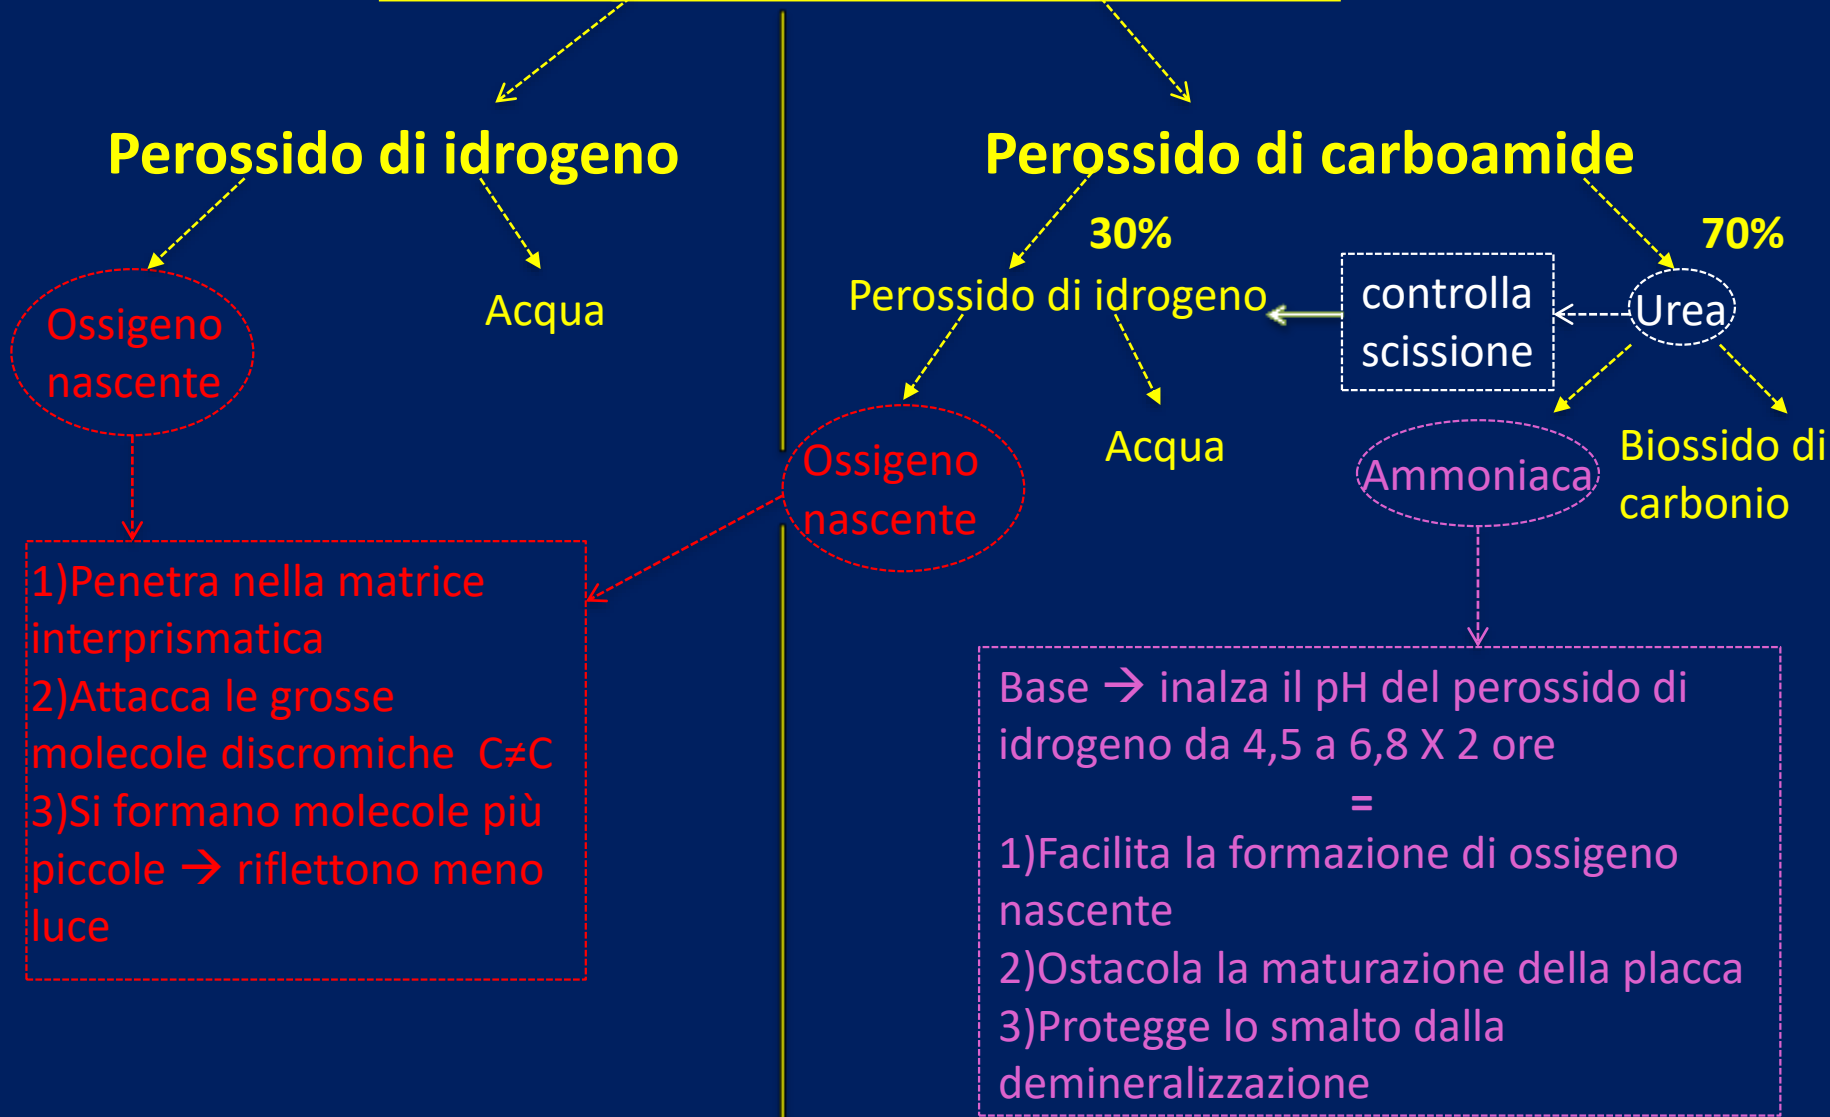 Perossido di idrogeno
Ossigeno
nascente
Acqua
1)Penetra nella matrice
interprismatica
2)Attacca le grosse
molecole discromiche C≠C
3)Si formano molecole più
piccole → riflettono meno
luce
Perossido di carboamide
30%
70%
Perossido di idrogeno
controlla
scissione
Urea
Ossigeno
nascente
Acqua
Ammoniaca
Biossido di
carbonio
Base → inalza il pH del perossido di
idrogeno da 4,5 a 6,8 X 2 ore
=
1)Facilita la formazione di ossigeno
nascente
2)Ostacola la maturazione della placca
3)Protegge lo smalto dalla
demineralizzazione